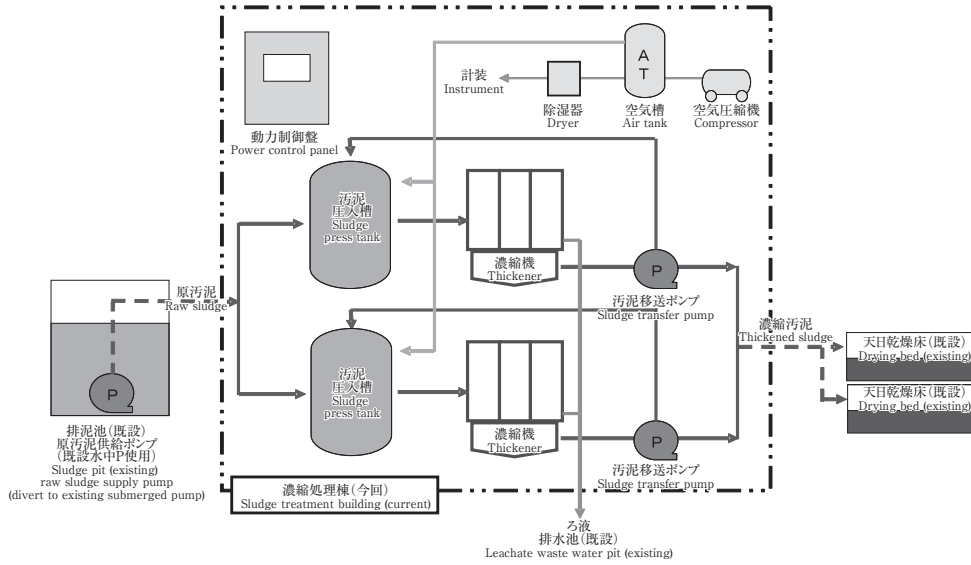 A
T
計装
Instrument
除湿器
Dryer
空気槽
Air tank
空気圧縮機
Compressor
動力制御盤
Power control panel
汚泥
圧入槽
Sludge
press tank
濃縮機
Thickener
P
汚泥移送ポンプ
Sludge transfer pump
原汚泥
Raw sludge
濃縮汚泥
Thickened sludge
天日乾燥床(既設)
Drying bed (existing)
天日乾燥床(既設)
Drying bed (existing)
汚泥
圧入槽
Sludge
press tank
濃縮機
Thickener
P
汚泥移送ポンプ
Sludge transfer pump
P
排泥池(既設)
原汚泥供給ポンプ
(既設水中P使用)
Sludge pit (existing)
raw sludge supply pump
(divert to existing submerged pump)
濃縮処理棟(今回)
Sludge treatment building (current)
ろ液
排水池(既設)
Leachate waste water pit (existing)